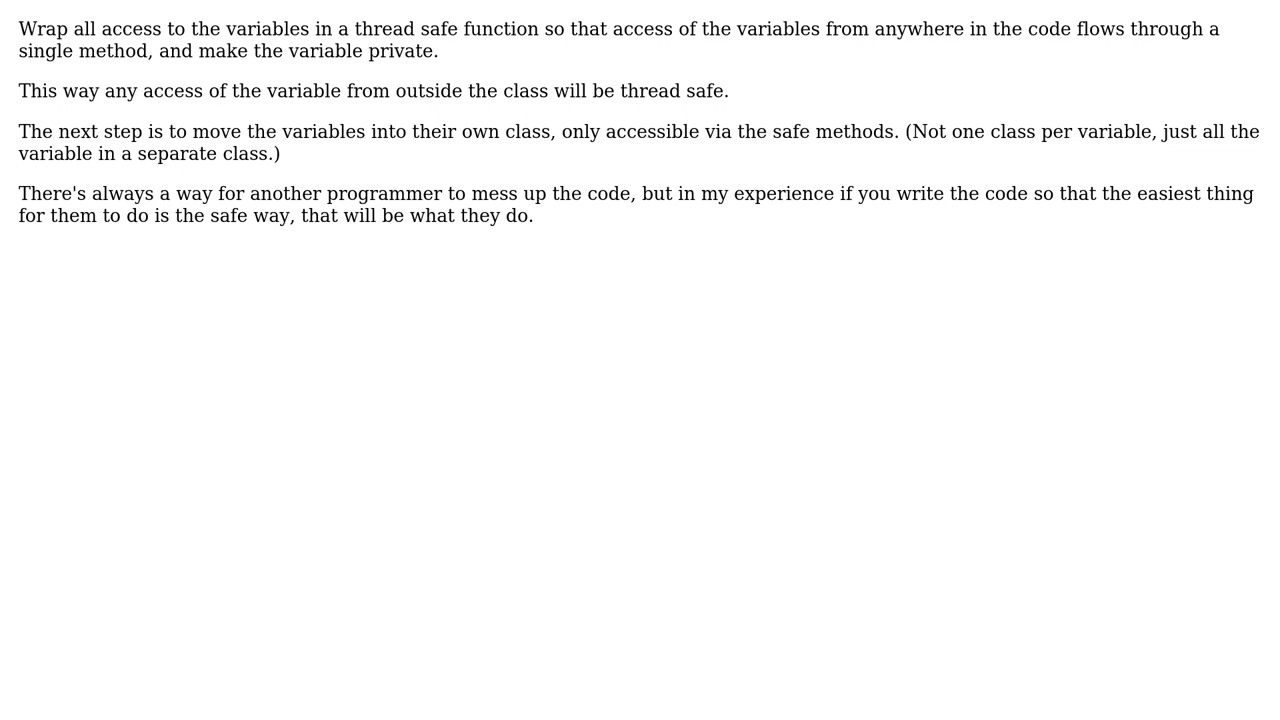 Wrap all access to the variables in a thread safe function so that access of the variables from anywhere in the code flows through a
single method, and make the variable private.
This way any access of the variable from outside the class will be thread safe.
The next step is to move the variables into their own class, only accessible via the safe methods. (Not one class per variable, just all the
variable in a separate class.)
There's always a way for another programmer to mess up the code, but in my experience if you write the code so that the easiest thing
for them to do is the safe way, that will be what they do.